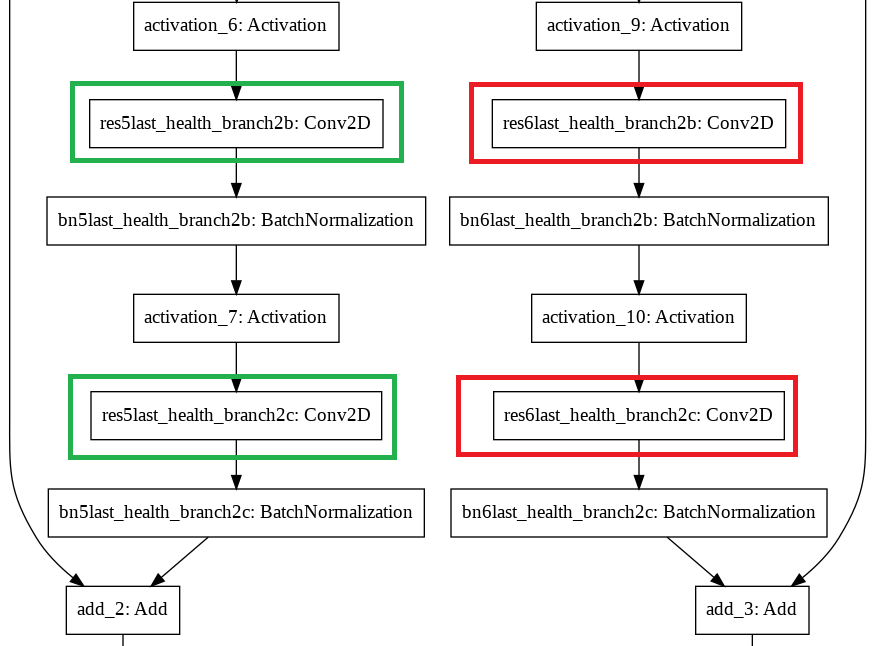 activation_6: Activation
activation_9: Activation
res5last_health_branch2b: Conv2D
res6last_health_branch2b: Conv2D
bn5last_health_branch2b: BatchNormalization
bn6last_health_branch2b: BatchNormalization
activation_7: Activation
activation_10: Activation
res5last_health_branch2c: Conv2D
res6last_health_branch2c: Conv2D
bn5last_health_branch2c: BatchNormalization
bn6last_health_branch2c: BatchNormalization
add_2: Add
add_3: Add